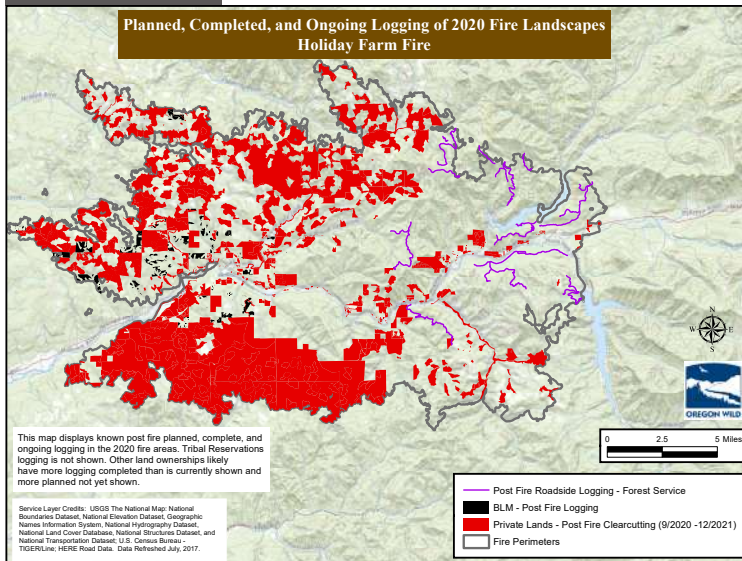 Planned, Completed, and Ongoing Logging of 2020 Fire Landscapes
Holiday Farm Fire
N
W
E
S
OREGON WILD
This map displays known post fire planned, complete, and
ongoing logging in the 2020 fire areas. Tribal Reservations
logging is not shown. Other land ownerships likely
have more logging completed than is currently shown and
more planned not yet shown.
0 2.5 5 Miles
Service Layer Credits: USGS The National Map: National
Boundaries Dataset, National Elevation Dataset, Geographic
Names Information System, National Hydrography Dataset,
National Land Cover Database, National Structures Dataset, and
National Transportation Dataset; U.S. Census Bureau -
TIGER/Line; HERE Road Data. Data Refreshed July, 2017.
Post Fire Roadside Logging - Forest Service
BLM - Post Fire Logging
Private Lands - Post Fire Clearcutting (9/2020 -12/2021)
Fire Perimeters